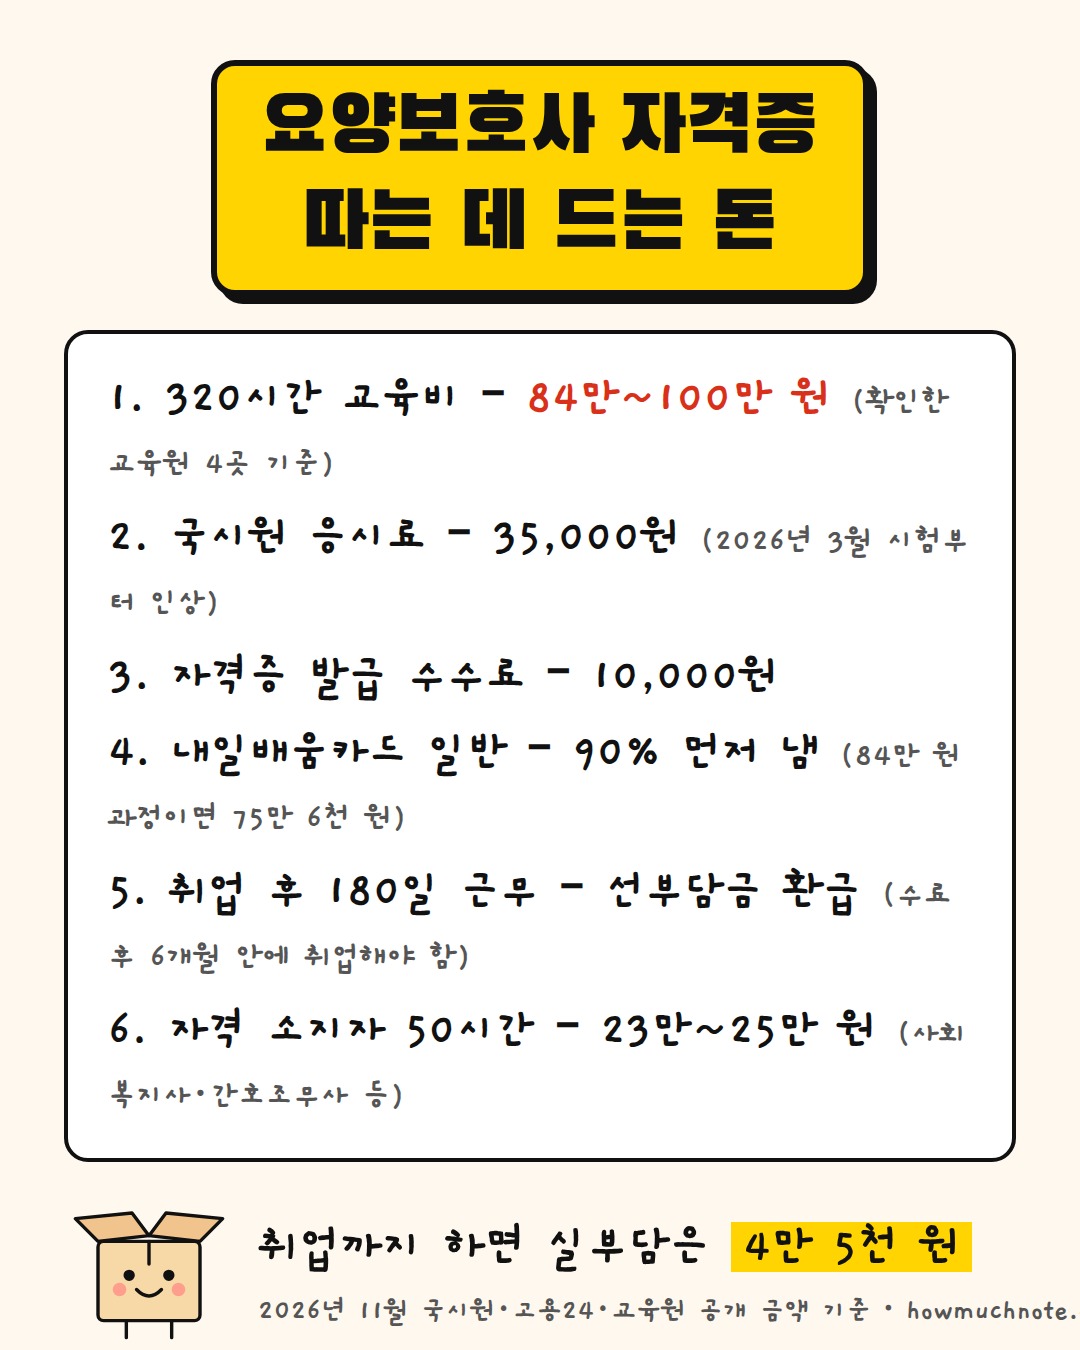 요양보호사 자격증
따는 데 드는 돈
1. 320시간 교육비 - 84만~100만 원 (확인한
교육원 4곳 기준)
2. 국시원 응시료 - 35,000원 (2026년 3월 시험부
터 인상)
3. 자격증 발급 수수료 - 10,000원
4. 내일배움카드 일반 - 90% 먼저 냄 (84만 원
과정이면 75만 6천 원)
5. 취업 후 180일 근무 - 선부담금 환급 (수료
후 6개월 안에 취업해야 함)
6. 자격 소지자 50시간 - 23만~25만 원 (사회
복지사·간호조무사 등)
취업까지 하면 실부담은 4만 5천 원
2026년 11월 국시원·고용24·교육원 공개 금액 기준 · howmuchnote.